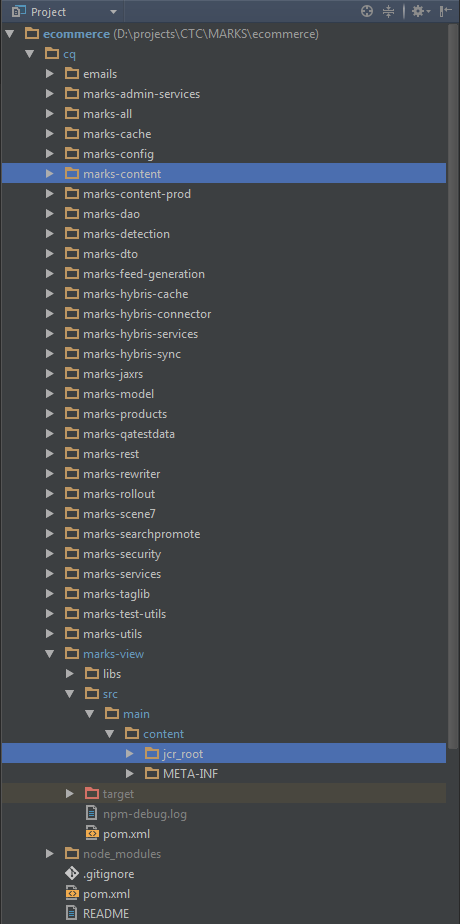 Project
ecommerce (D:\projects\CTC\MARKS\ecommerce)
cq
emails
marks-admin-services
marks-all
marks-cache
marks-config
marks-content
marks-content-prod
marks-dao
marks-detection
marks-dto
marks-feed-generation
marks-hybris-cache
marks-hybris-connector
marks-hybris-services
marks-hybris-sync
marks-jaxrs
marks-model
marks-products
marks-qatestdata
marks-rest
marks-rewriter
marks-rollout
marks-scene7
marks-searchpromote
marks-security
marks-services
marks-taglib
marks-test-utils
marks-utils
marks-view
libs
src
main
content
jcr_root
META-INF
target
npm-debug.log
pom.xml
node_modules
.gitignore
pom.xml
README